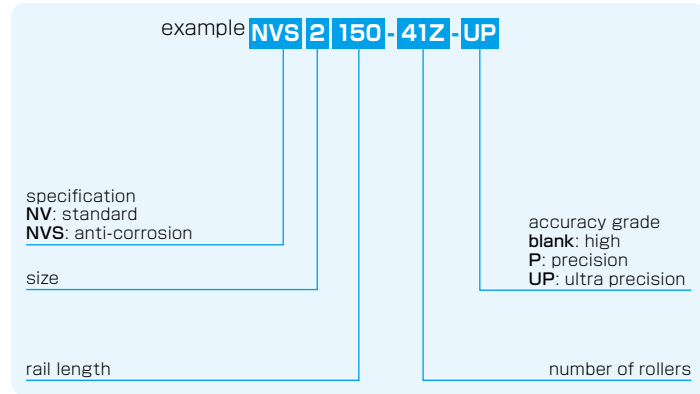 example NVS 2 150 - 41Z - UP
specification
NV: standard
NVS: anti-corrosion
size
rail length
accuracy grade
blank: high
P: precision
UP: ultra precision
number of rollers